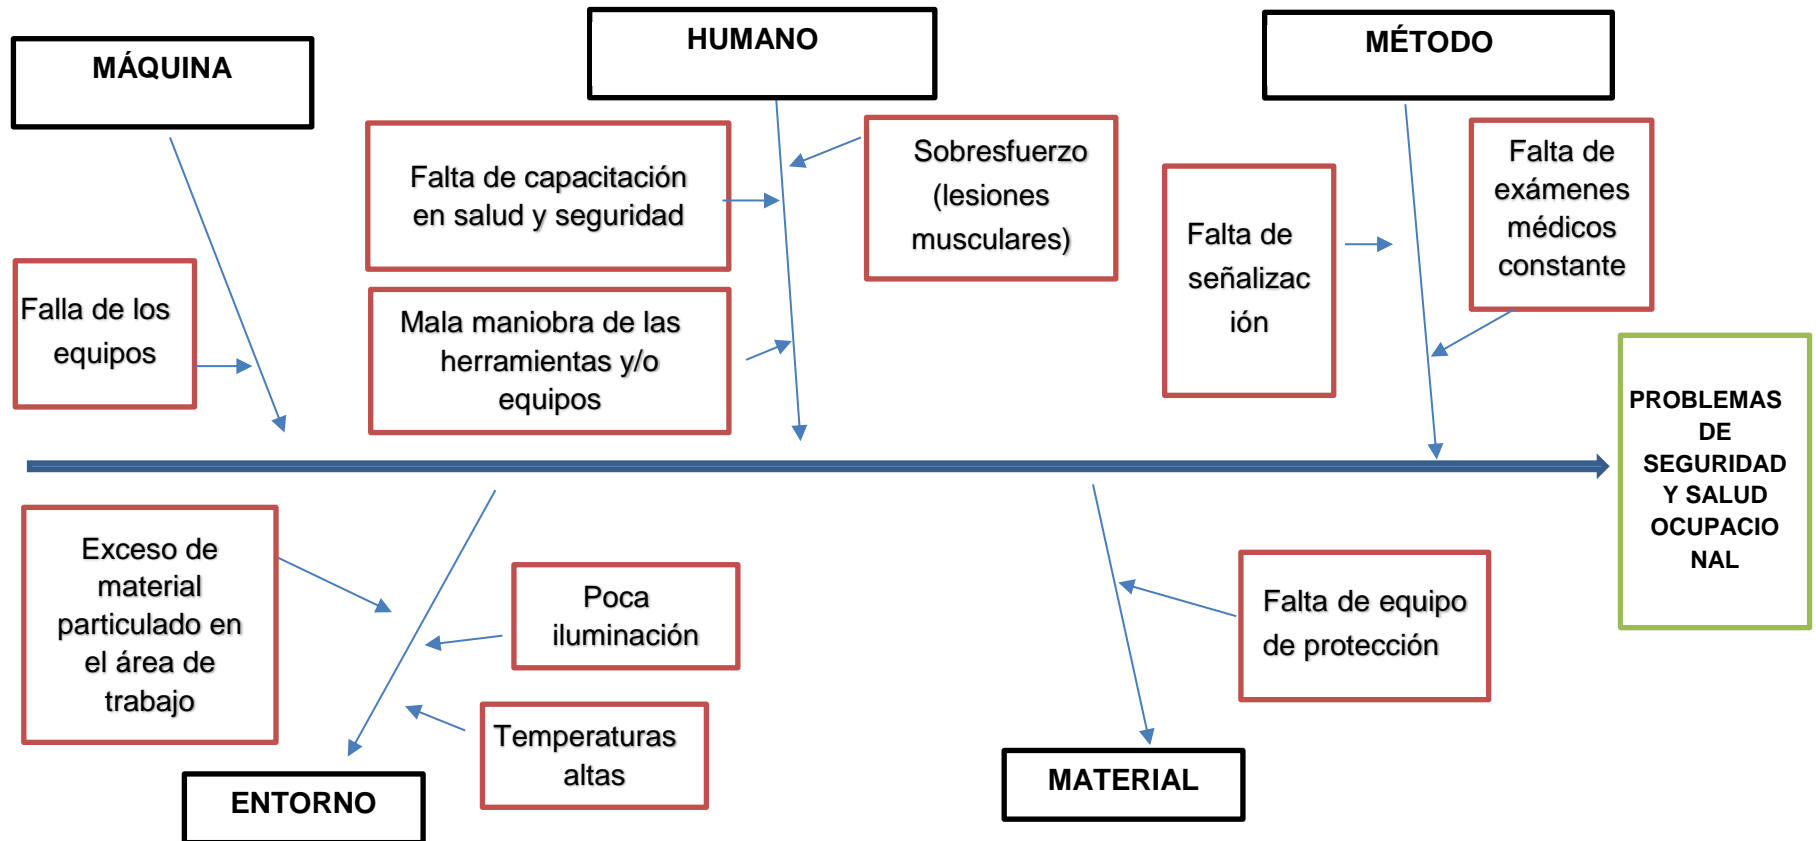 MÁQUINA
HUMANO
MÉTODO
Falta de capacitación
en salud y seguridad
Sobresfuerzo
(lesiones
musculares)
Falta de
señalizac
ión
Falta de
exámenes
médicos
constante
Falla de los
equipos
Mala maniobra de las
herramientas y/o
equipos
PROBLEMAS
DE
SEGURIDAD
Y SALUD
OCUPACIO
NAL
Exceso de
material
particulado en
el área de
trabajo
Poca
iluminación
Temperaturas
altas
Falta de equipo
de protección
ENTORNO
MATERIAL